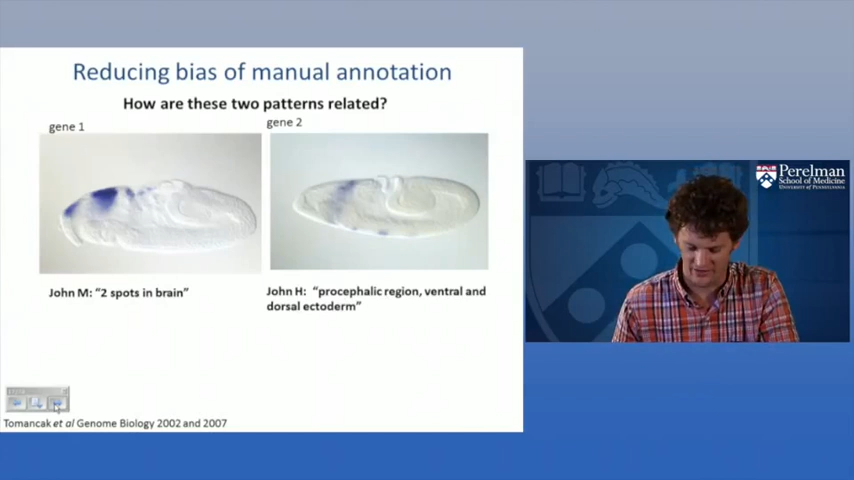 Reducing bias of manual annotation
How are these two patterns related?
gene 1
gene 2
John M: “2 spots in brain”
John H: “procephalic region, ventral and
dorsal ectoderm”
Tomancak et al Genome Biology 2002 and 2007
Perelman
School of Medicine
University of Pennsylvania